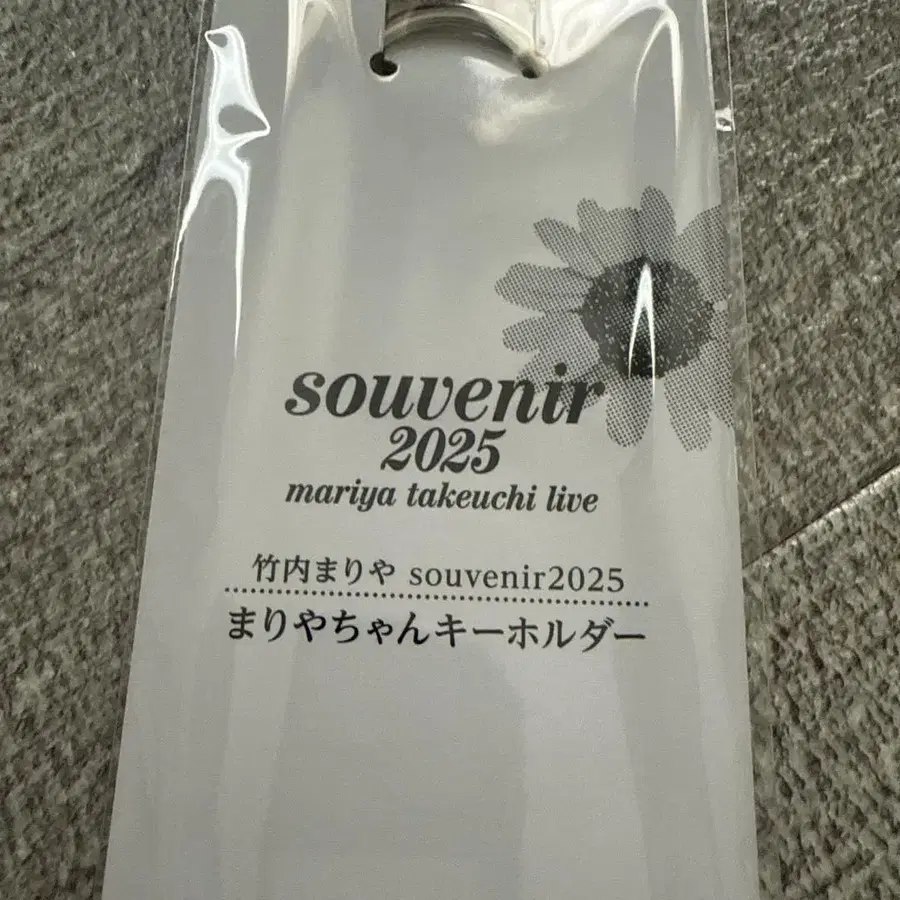 souvenir
2025
mariya takeuchi live
竹内まりや souvenir2025
まりやちゃんキーホルダー